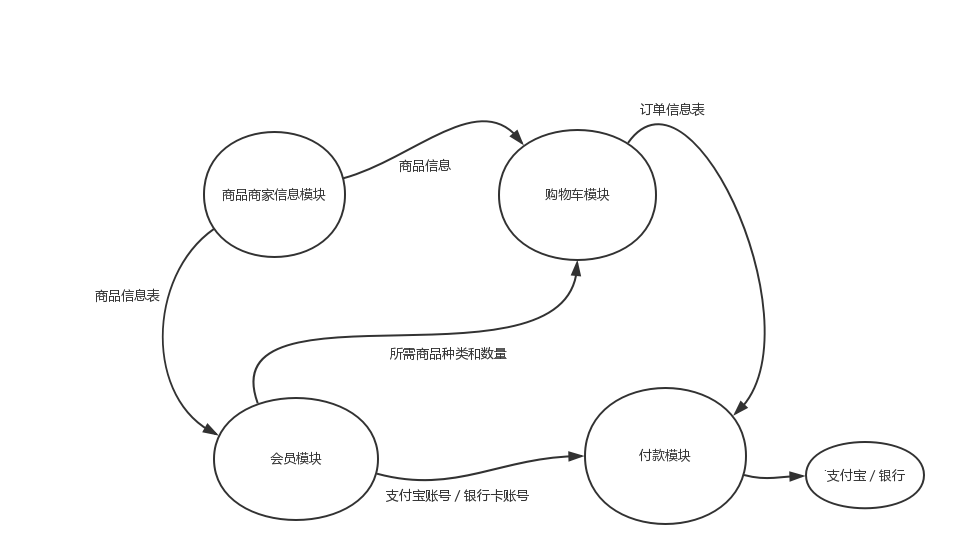 订单信息表
商品信息
商品商家信息模块
购物车模块
商品信息表
所需商品种类和数量
会员模块
付款模块
支付宝 / 银行
支付宝账号 / 银行卡账号